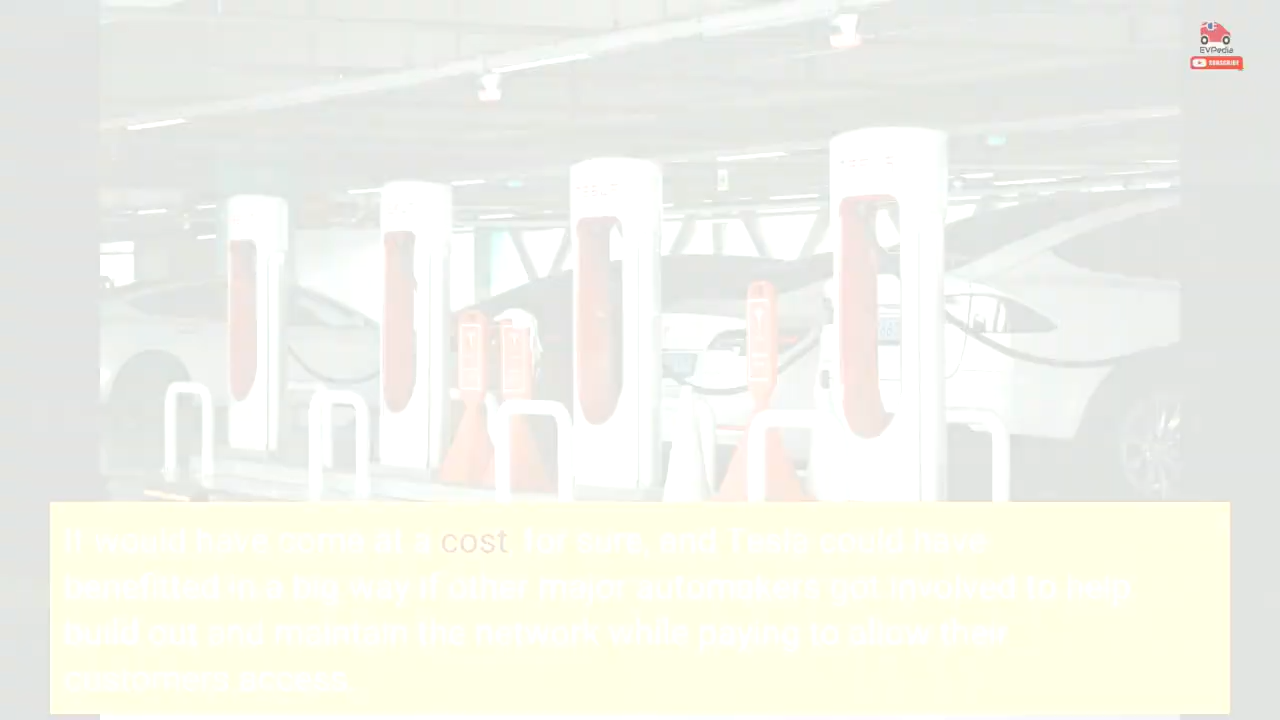 EVPedia
SUBSCRIBE
It would have come at a cost for sure, and Tesla could have
benefitted in a big way if other major automakers got involved to help
build out and maintain the network while paying to allow their
customers access.